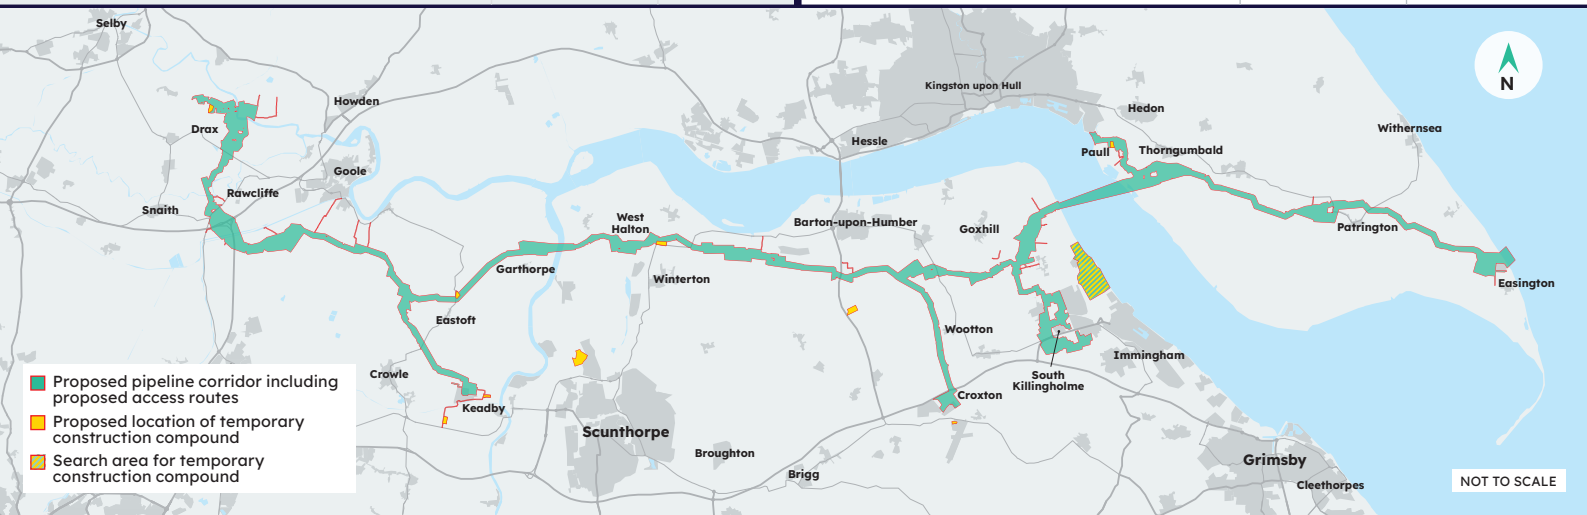 Selby
Kingston upon Hull
N
Howden
Hedon
Drax
Withernsea
Hessle
Paull
Thorngumbald
Goole
Rawcliffe
Snaith
West
Halton
Barton-upon-Humber
Goxhill
Patrington
Garthorpe
Winterton
Easington
Eastoft
Wootton
Immingham
Crowle
South
Killingholme
Keadby
Croxton
Scunthorpe
Broughton
Brigg
Grimsby
Cleethorpes
Proposed pipeline corridor including
proposed access routes
Proposed location of temporary
construction compound
Search area for temporary
construction compound
NOT TO SCALE